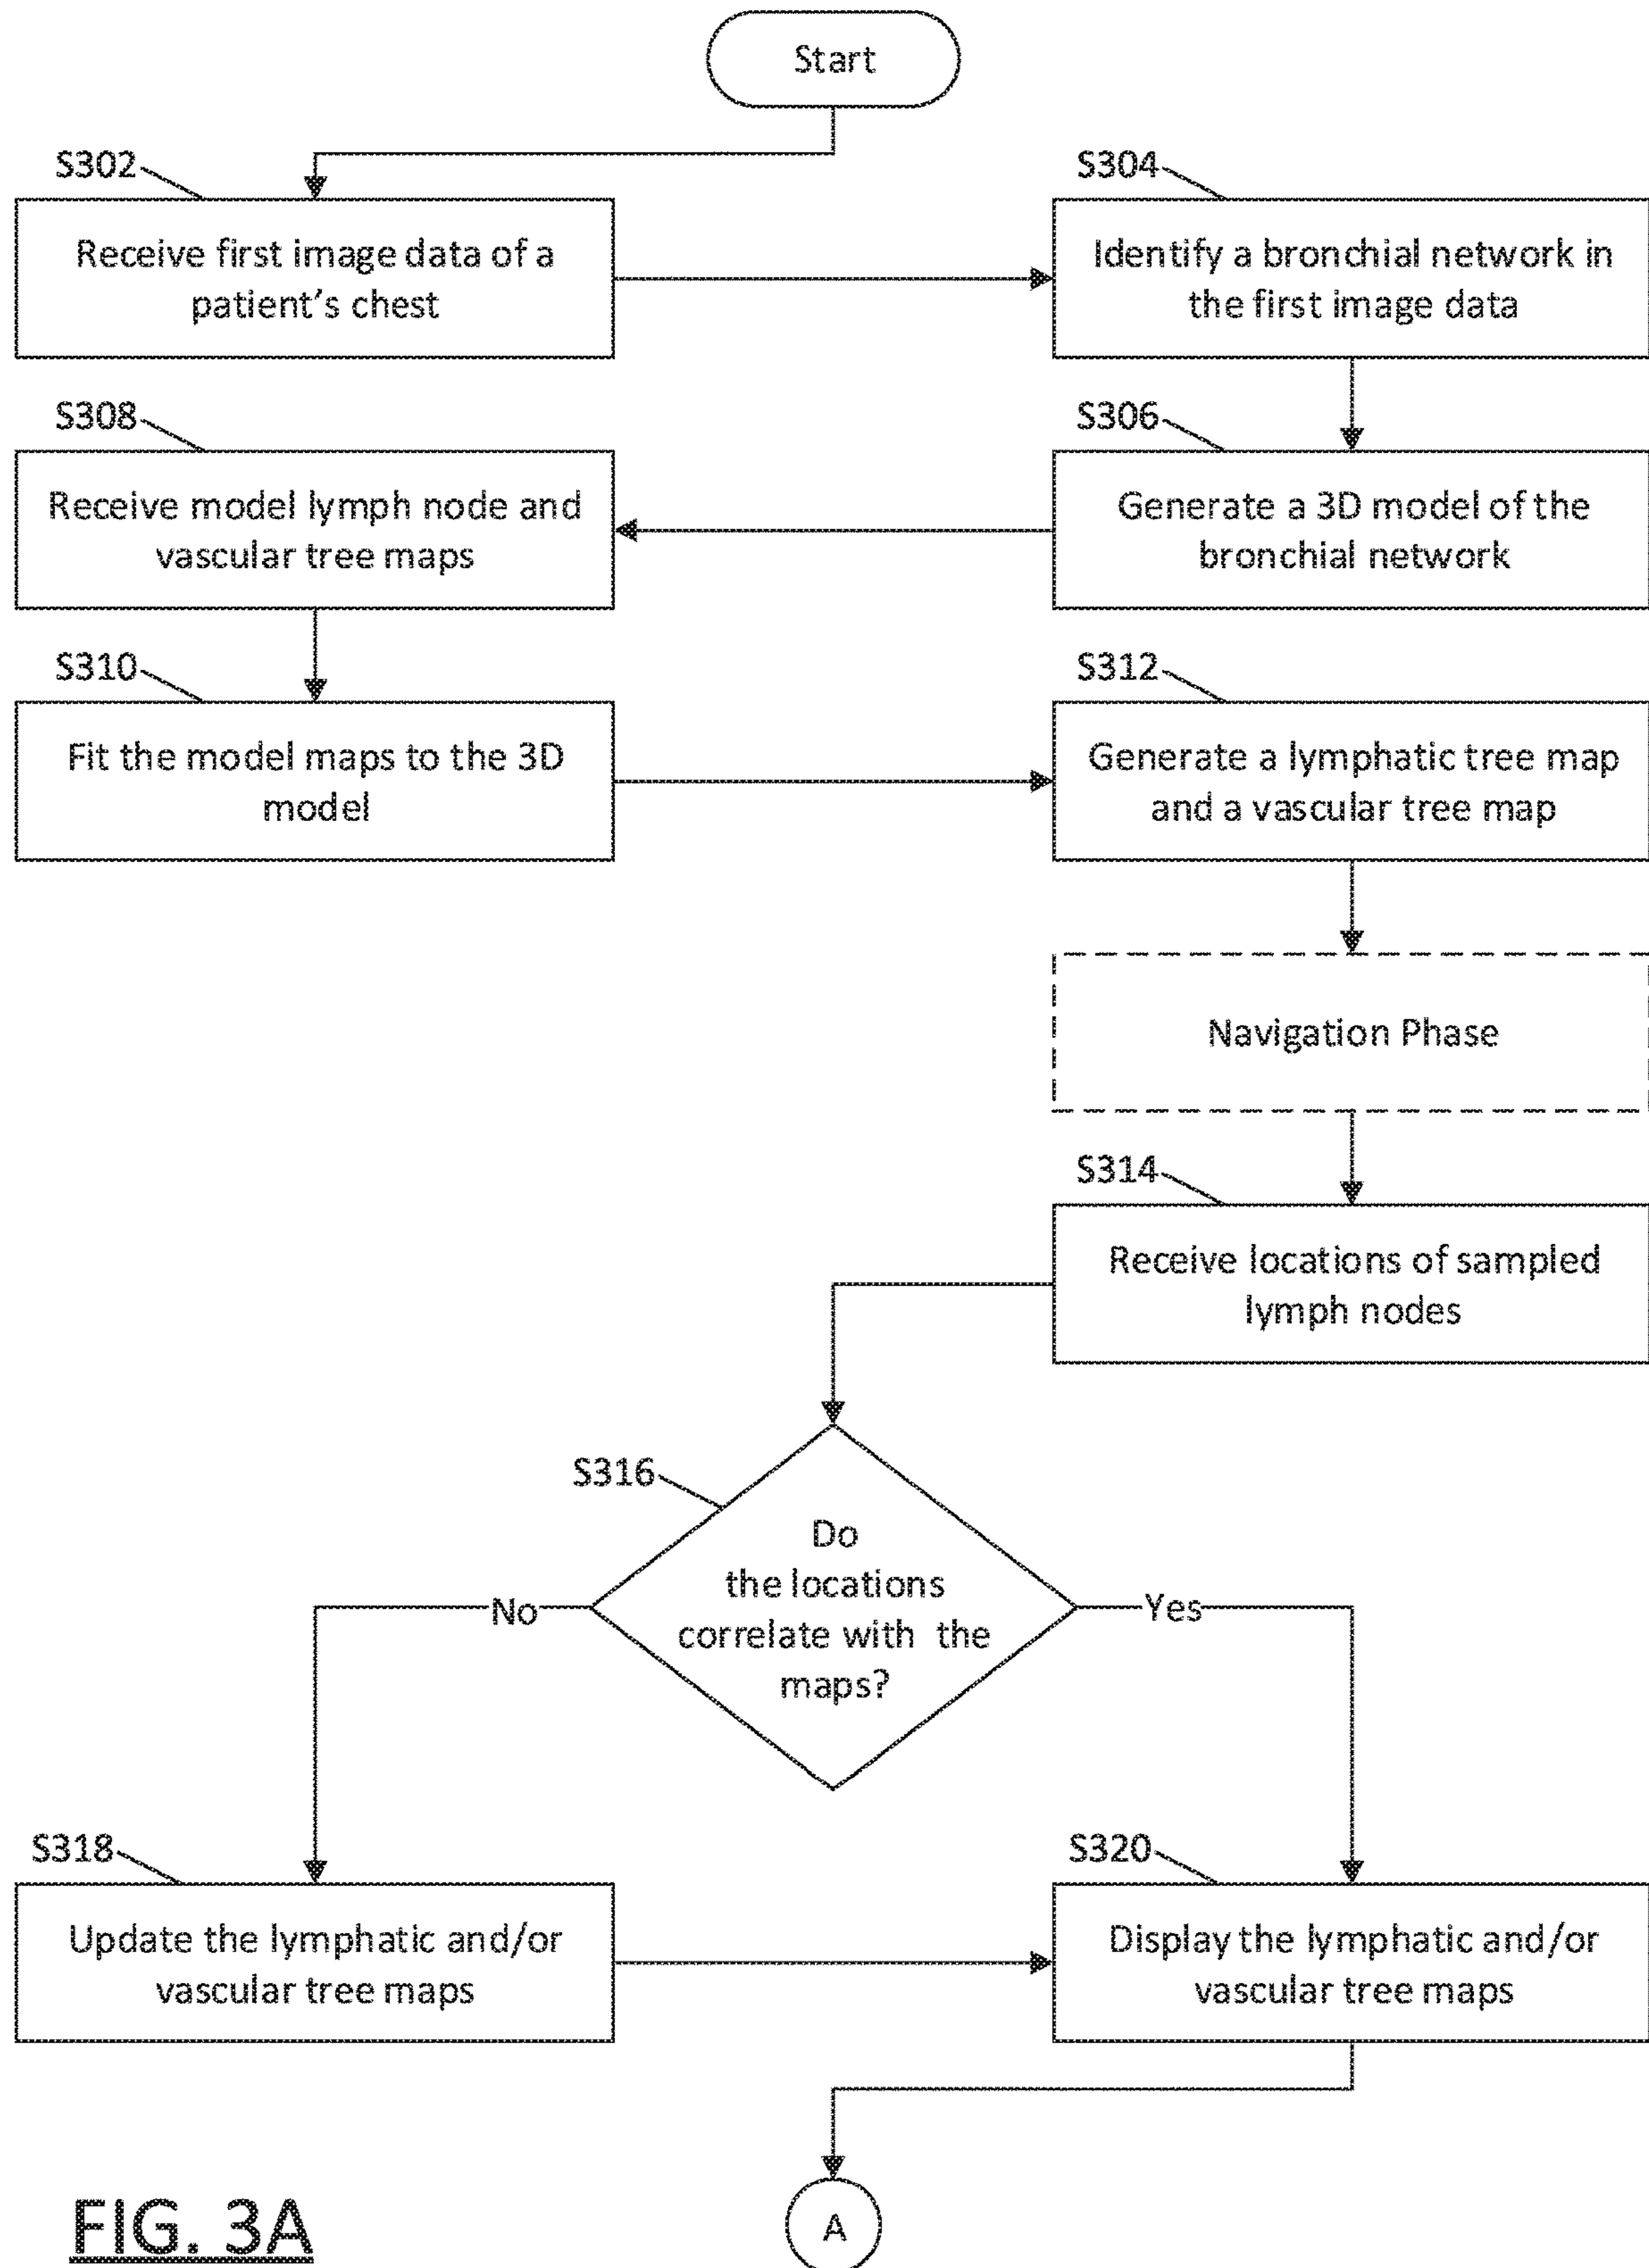 Start
S302
Receive first image data of a
patient's chest
S304
Identify a bronchial network in
the first image data
S308
Receive model lymph node and
vascular tree maps
S306
Generate a 3D model of the
bronchial network
S310
Fit the model maps to the 3D
model
S312
Generate a lymphatic tree map
and a vascular tree map
Navigation Phase
S314
Receive locations of sampled
lymph nodes
S316
Do
the locations
correlate with the
maps?
No
Yes
S318
Update the lymphatic and/or
vascular tree maps
S320
Display the lymphatic and/or
vascular tree maps
A
FIG. 3A